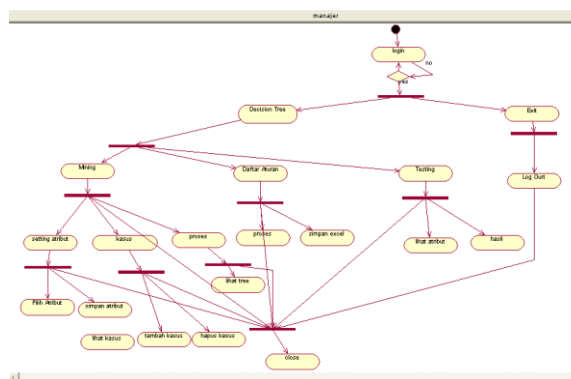 manajer
login
no
yes
Decision Tree
Exit
Mining
Daftar Aturan
Testing
Log Ourt
setting atribut
kasus
proses
proses
simpan excel
lihat atribut
hasil
lihat tree
Pilih Atribut
simpan atribut
lihat kasus
tambah kasus
hapus kasus
close